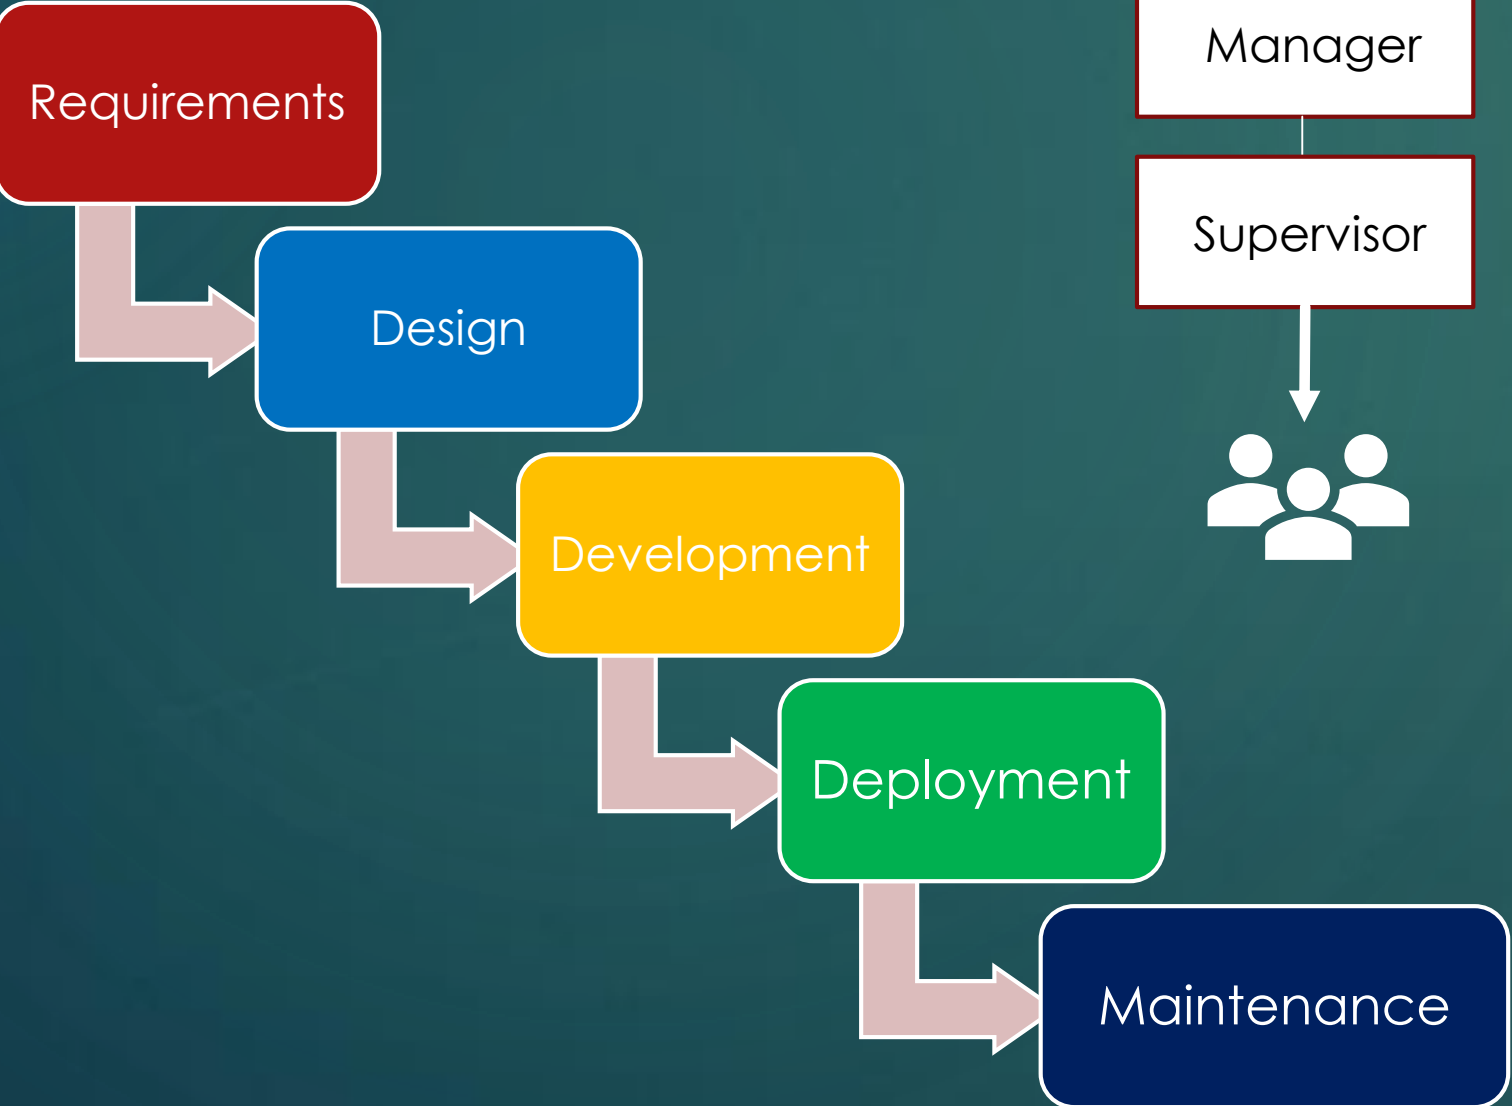 Requirements
Design
Development
Deployment
Maintenance
Manager
Supervisor